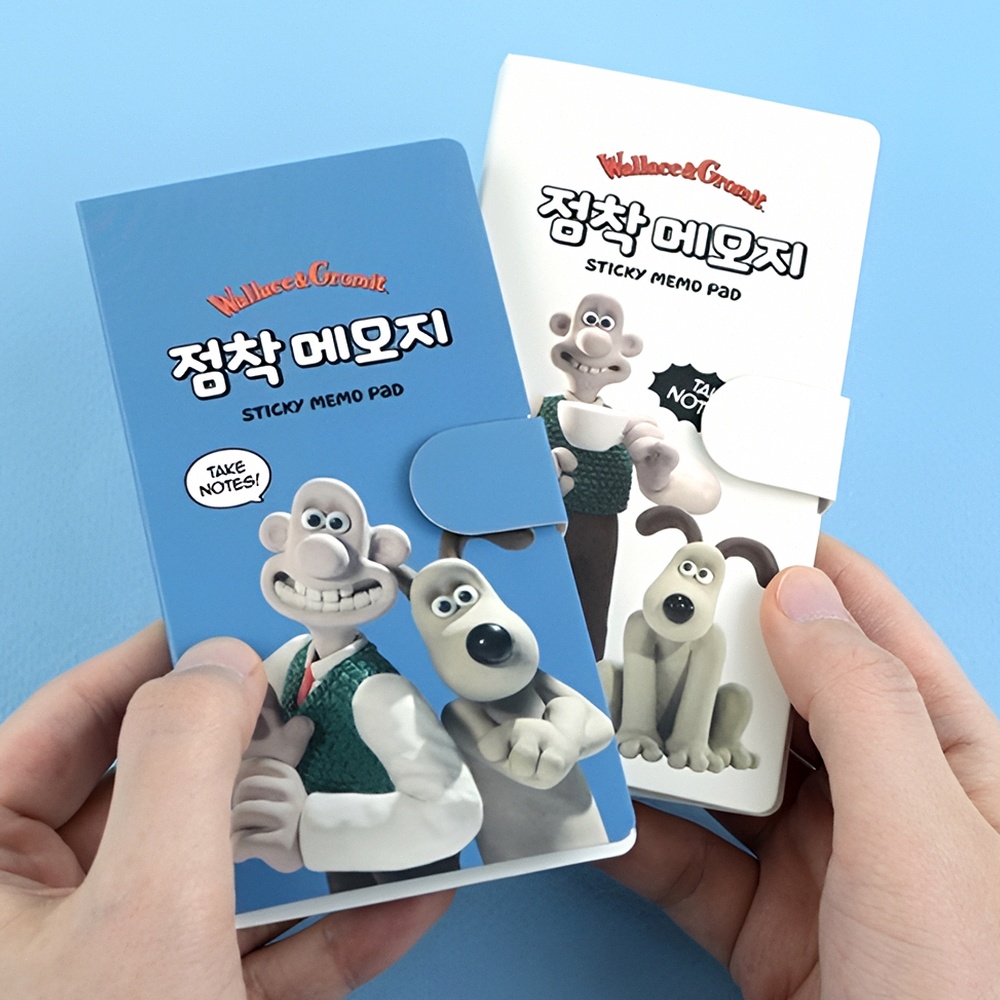 Wallace & Gromit
점착 메모지
STICKY MEMO PAD
TAKE
NOTES!
Wallace & Gromit
점착 메모지
STICKY MEMO PAD